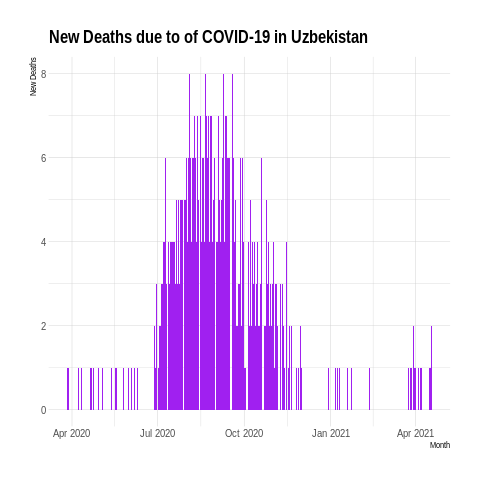 New Deaths due to of COVID-19 in Uzbekistan
New Deaths
8
6
4
2
0
Apr 2020 Jul 2020 Oct 2020 Jan 2021 Apr 2021
Month